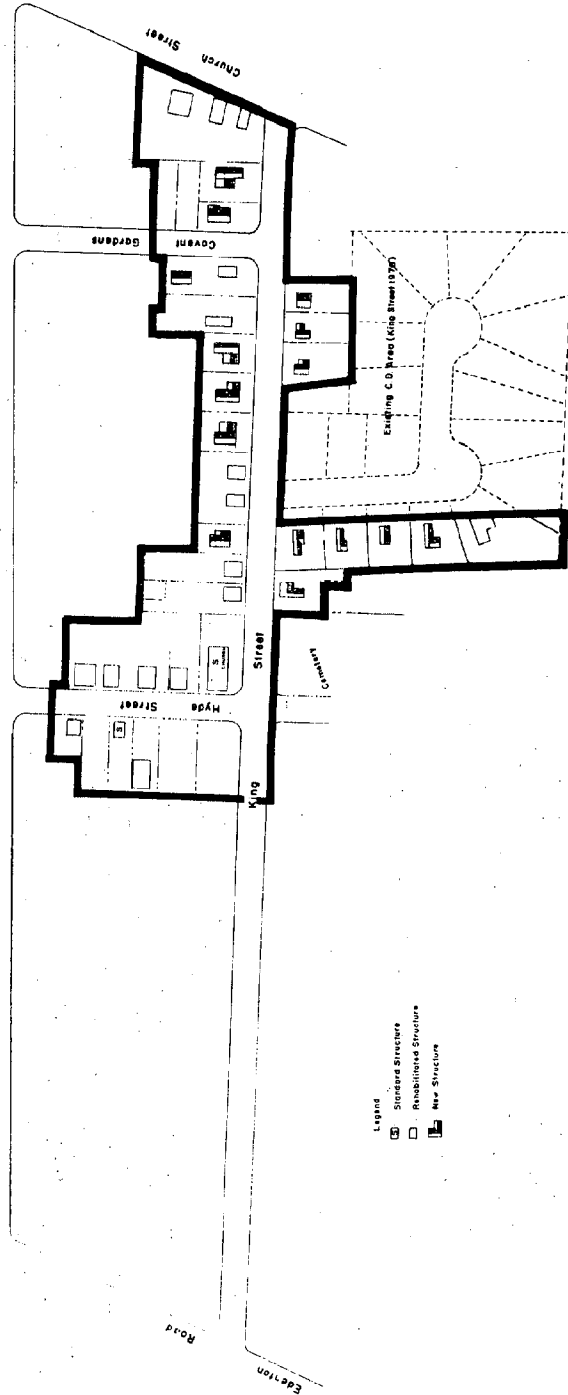 Church
Street
Covent
Gardens
Existing C.D. Area (King Street 1978)
Street
Cemetery
Hyde
Street
S
S
King
Legend
S Standard Structure
Rehabilitated Structure
New Structure
Road
Edenton